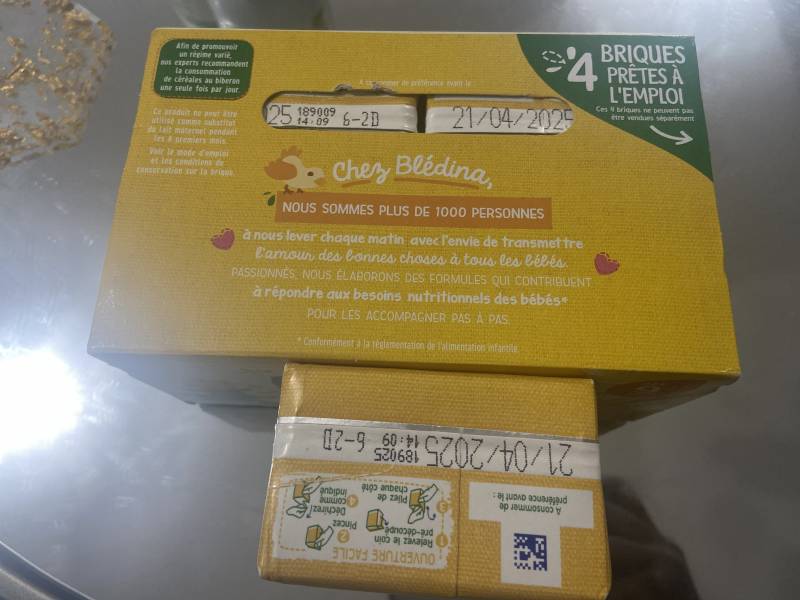 Afin de promouvoir
un régime varié,
nos experts recommandent
la consommation
de céréales au biberon
une seule fois par jour.
Ce produit ne peut être
utilisé comme substitut
du lait maternel pendant
les 6 premiers mois.
Voir le mode d'emploi
et les conditions de
conservation sur la brique.
A consommer de préférence avant le
25 189009
14:09 6-2D
21/04/2025
4 BRIQUES
PRÊTES À
L'EMPLOI
Ces 4 briques ne peuvent pas
être vendues séparément
Chez Blédina,
NOUS SOMMES PLUS DE 1000 PERSONNES
à nous lever chaque matin avec l'envie de transmettre
l'amour des bonnes choses à tous les bébés.
PASSIONNÉS, NOUS ÉLABORONS DES FORMULES QUI CONTRIBUENT
à répondre aux besoins nutritionnels des bébés*
POUR LES ACCOMPAGNER PAS À PAS.
* Conformément à la réglementation de l'alimentation infantile.
A consommer de
préférence avant le :
21/04/2025 189025
14:09 6-2D
OUVERTURE FACILE
1 Relevez le coin
pré-découpé
2 Pincez
3 Pliez de
chaque côté
4 Déchirez
comme
indiqué